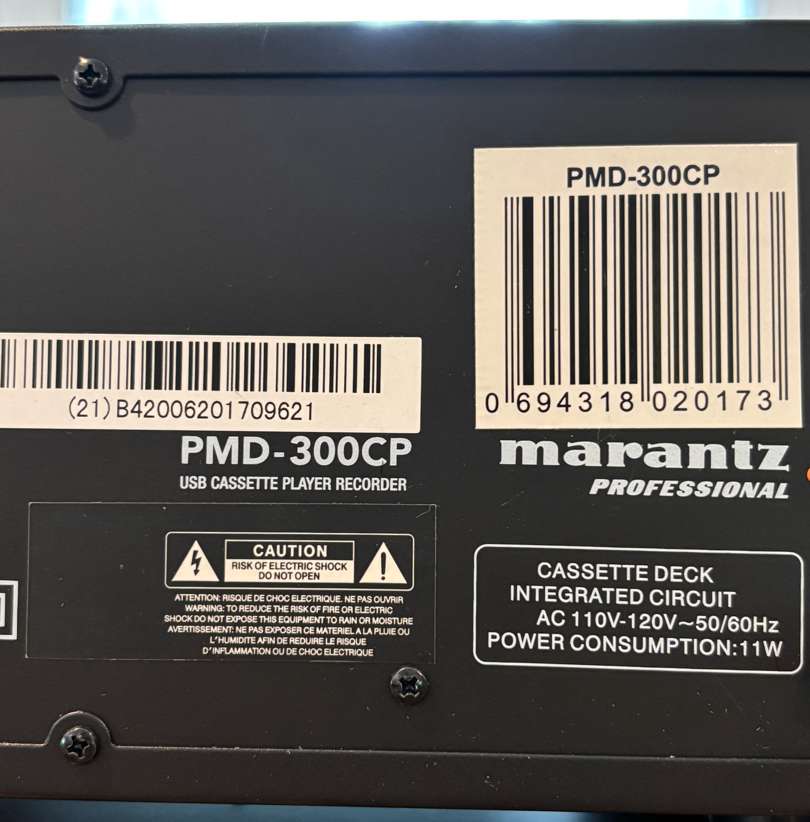 PMD-300CP
0 694318 020173
(21)B42006201709621
PMD-300CP
USB CASSETTE PLAYER RECORDER
marantz
PROFESSIONAL
CAUTION
RISK OF ELECTRIC SHOCK
DO NOT OPEN
ATTENTION: RISQUE DE CHOC ELECTRIQUE. NE PAS OUVRIR
WARNING: TO REDUCE THE RISK OF FIRE OR ELECTRIC
SHOCK DO NOT EXPOSE THIS EQUIPMENT TO RAIN OR MOISTURE
AVERTISSEMENT: NE PAS EXPOSER CE MATERIEL A LA PLUIE OU
L'HUMIDITE AFIN DE REDUIRE LE RISQUE
D'INFLAMMATION OU DE CHOC ELECTRIQUE
CASSETTE DECK
INTEGRATED CIRCUIT
AC 110V-120V~50/60Hz
POWER CONSUMPTION:11W